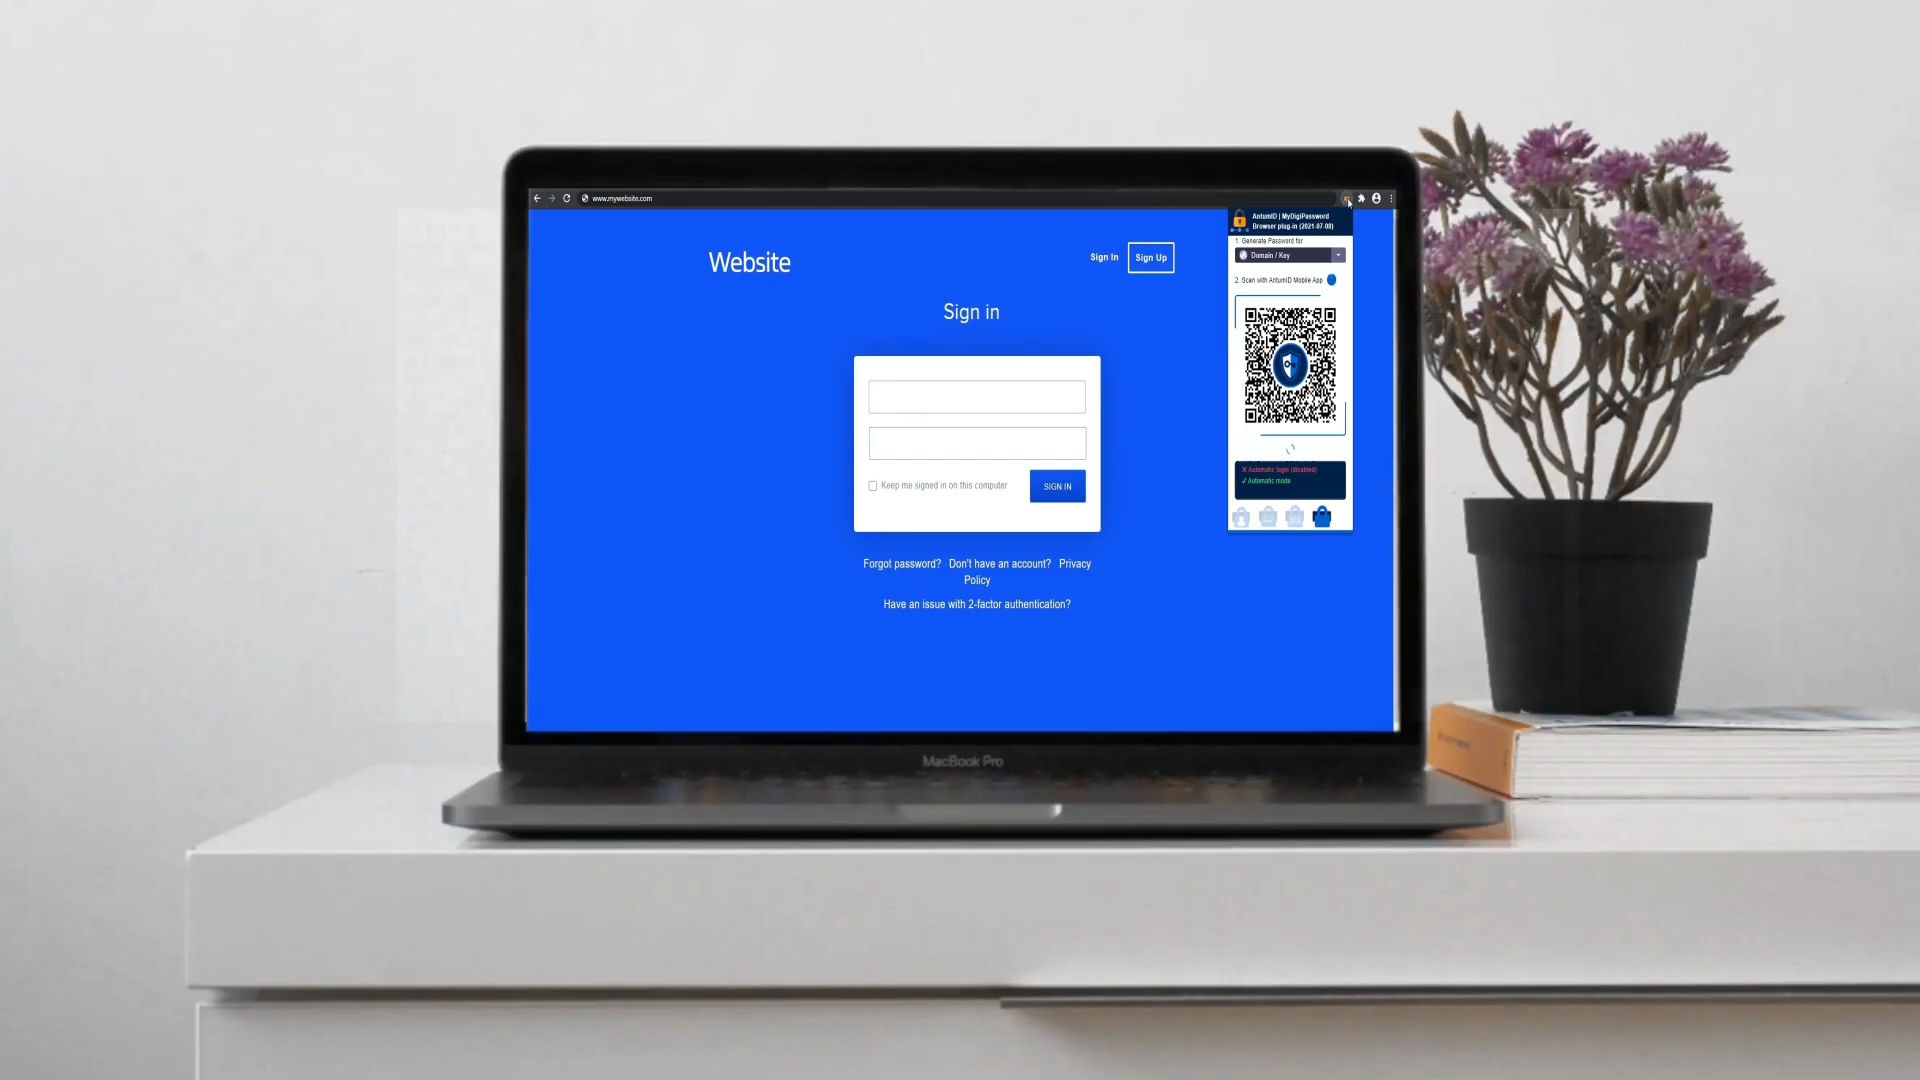 www.mywebsite.com
AntumID | MyDigiPassword
Browser plug-in (2021-07-08)
1. Generate Password for
Domain / Key
2. Scan with AntumID Mobile App
X Automatic login (disabled)
✓ Automatic mode
Website
Sign In
Sign Up
Sign in
Keep me signed in on this computer
SIGN IN
Forgot password? Don't have an account? Privacy
Policy
Have an issue with 2-factor authentication?
MacBook Pro